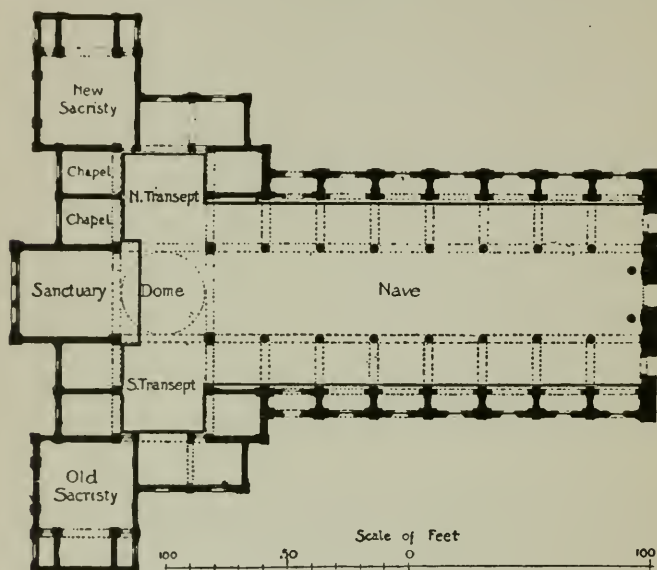 New
Sacristy
Chapel
N. Transept
Chapel
Sanctuary
Dome
Nave
S. Transept
Old
Sacristy
Scale of Feet
100 50 0 100